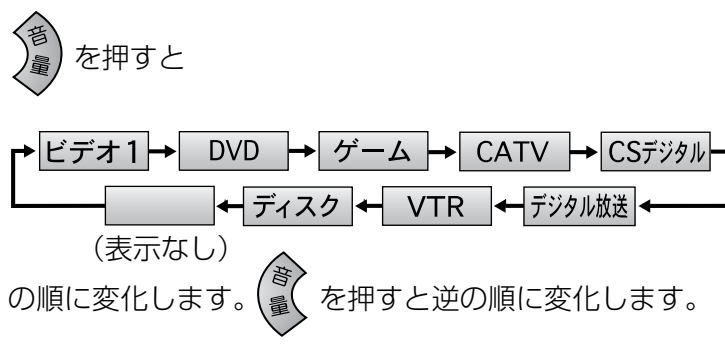 音量 を押すと
ビデオ1 DVD ゲーム CATV CSデジタル
ディスク VTR デジタル放送
（表示なし）
の順に変化します。音量 を押すと逆の順に変化します。